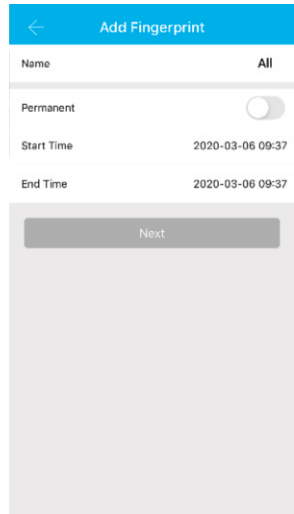 Add Fingerprint
Name All
Permanent
Start Time 2020-03-06 09:37
End Time 2020-03-06 09:37
Next